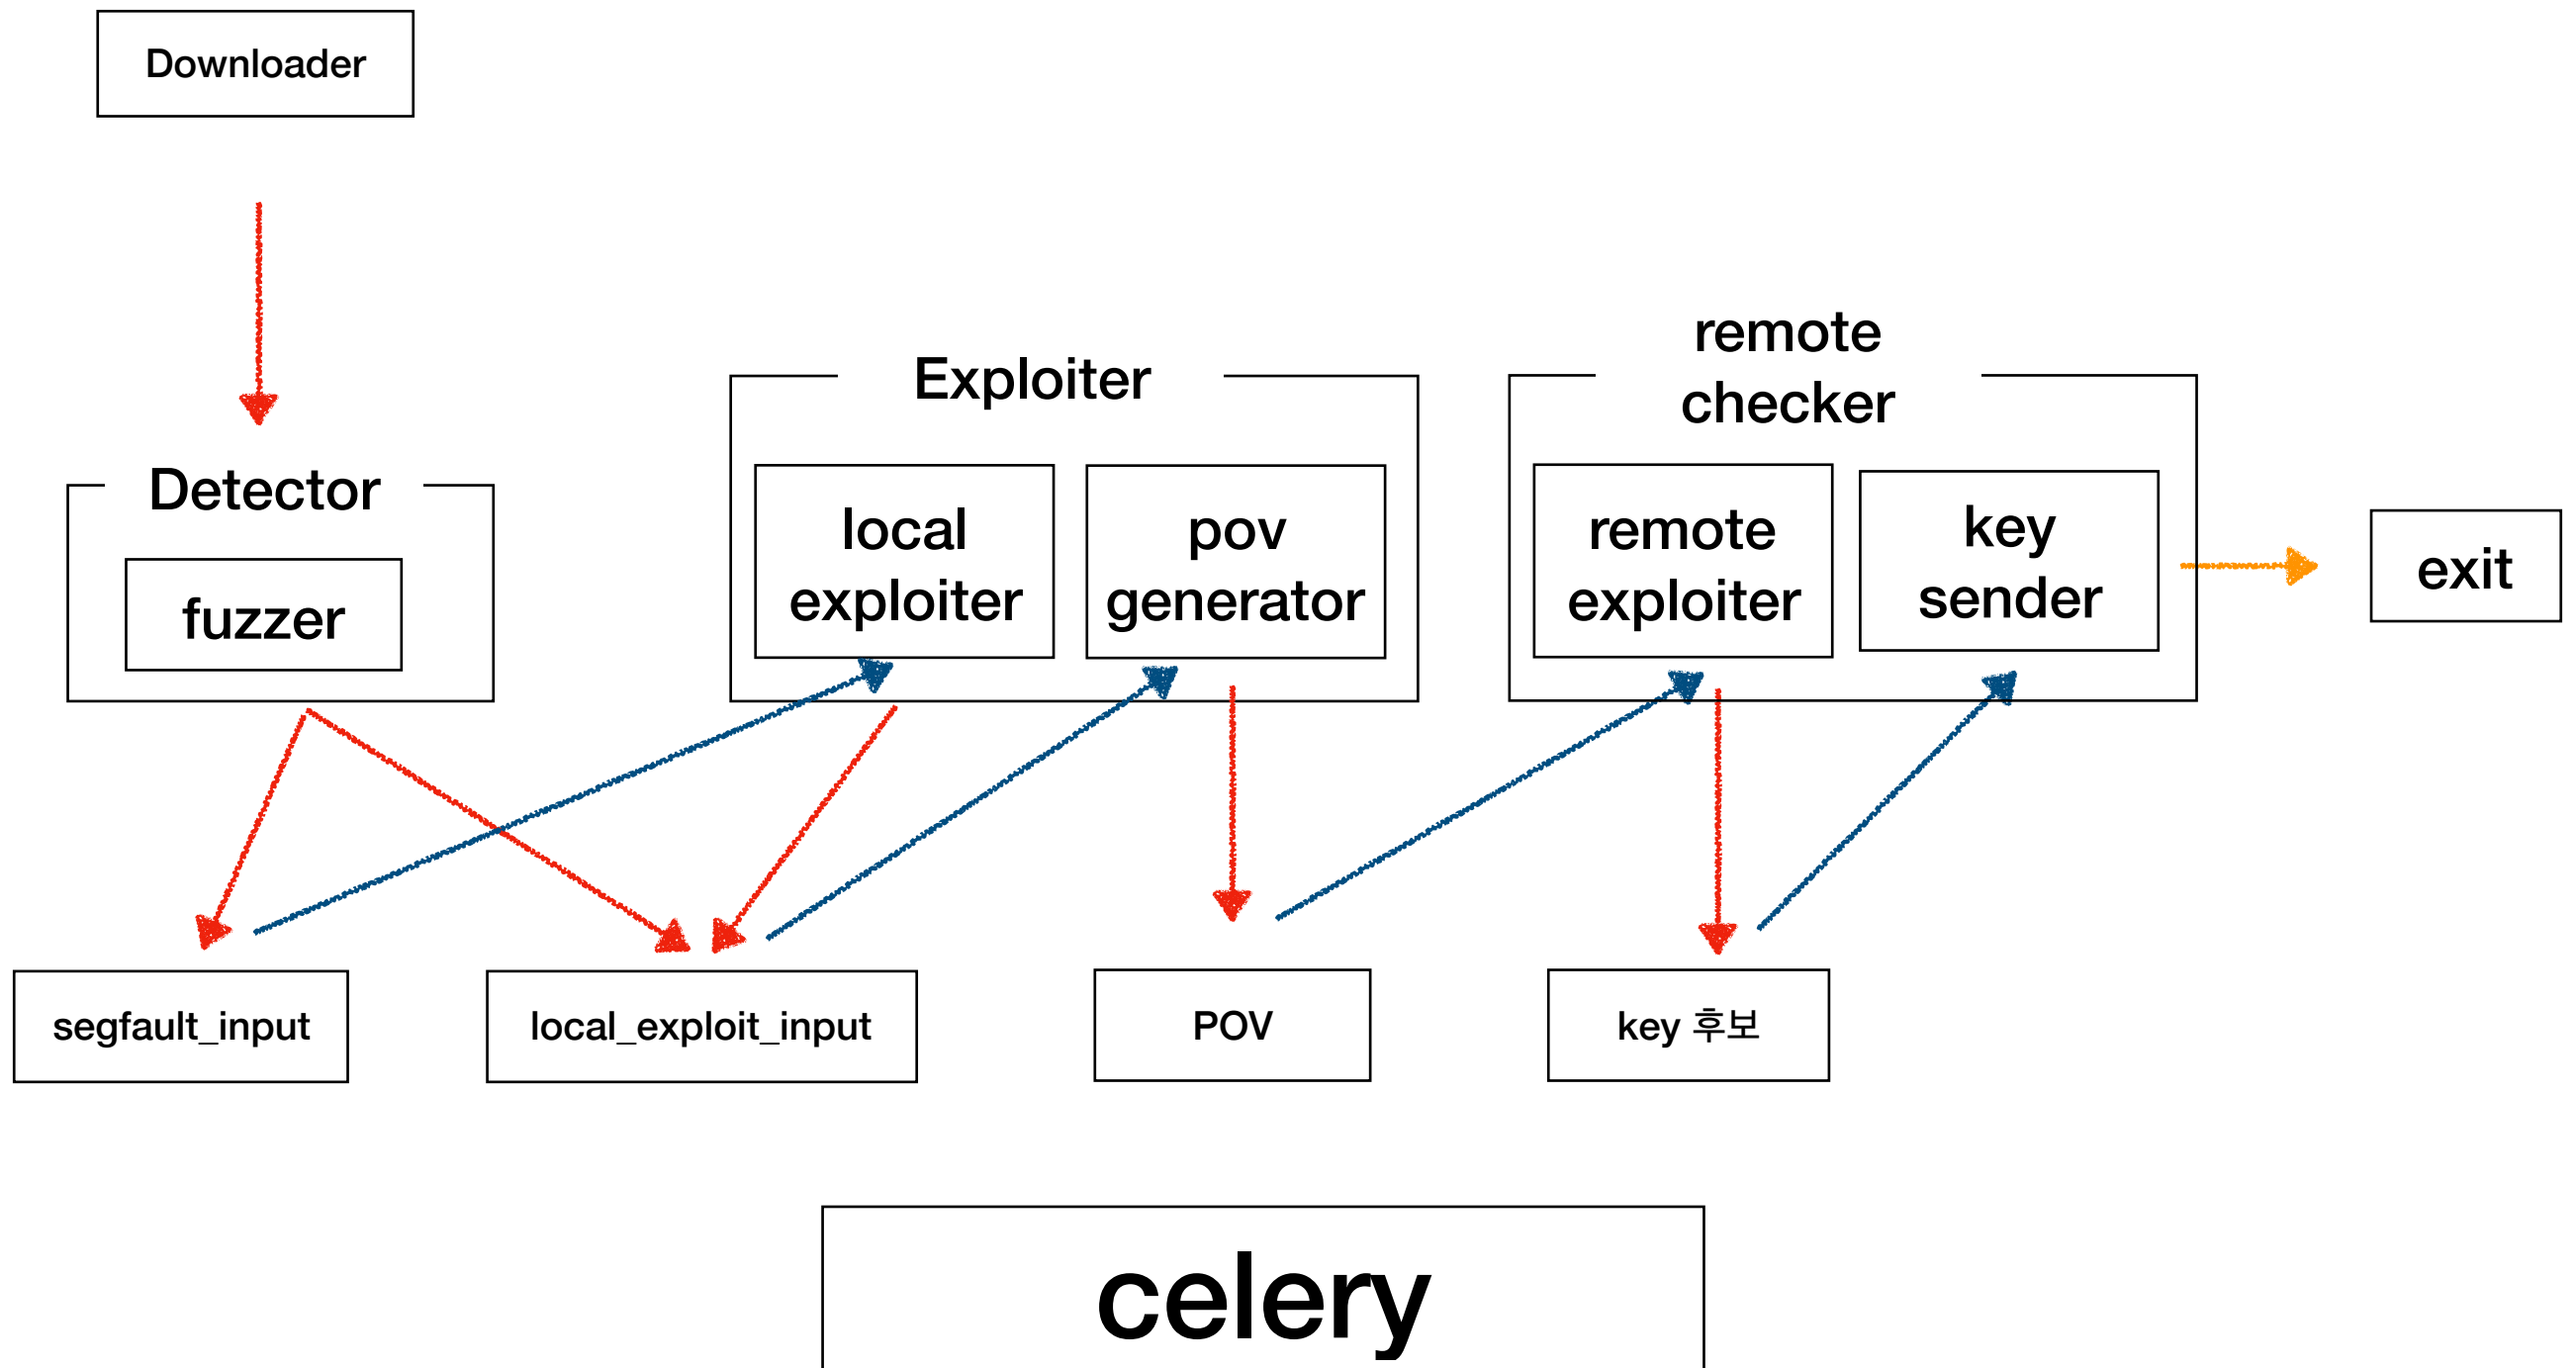 Downloader
Detector
fuzzer
Exploiter
local
exploiter
pov
generator
remote
checker
remote
exploiter
key
sender
exit
segfault_input
local_exploit_input
POV
key 후보
celery